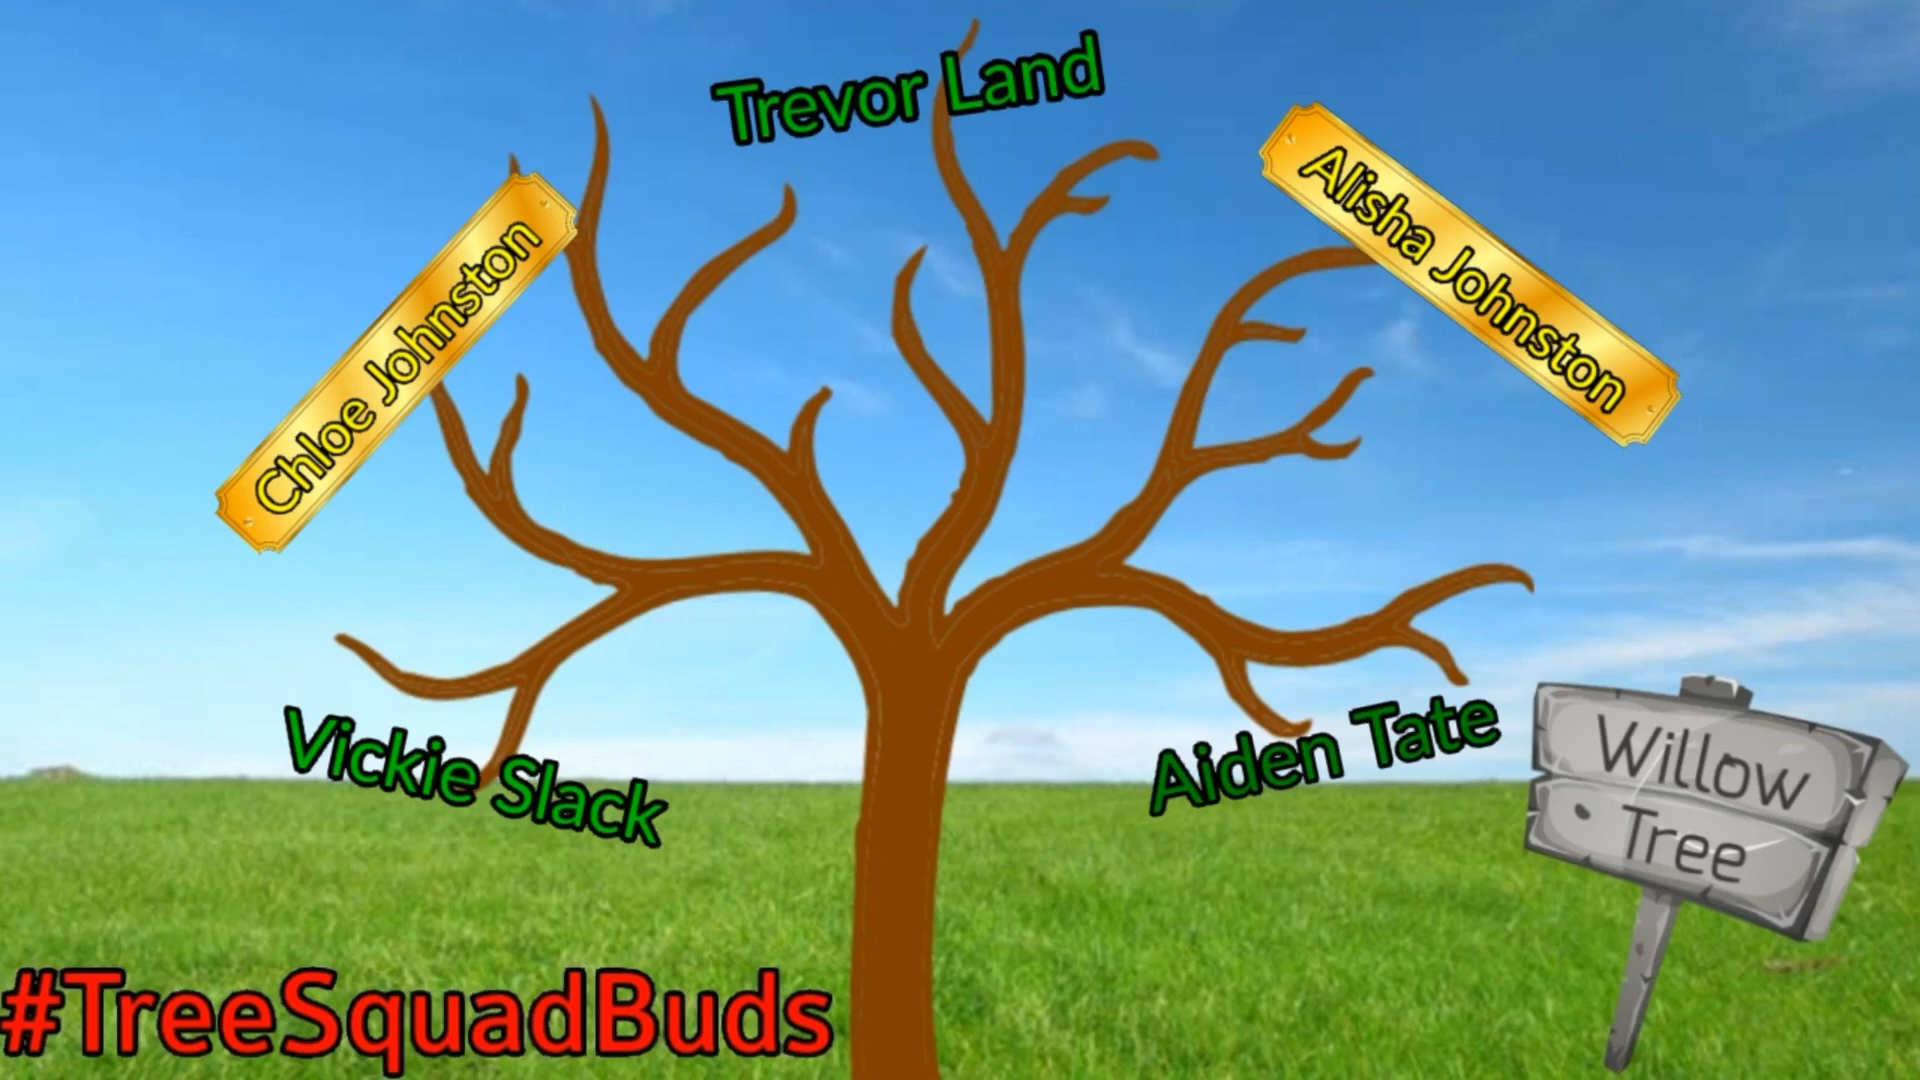 Trevor Land
Chloe Johnston
Alisha Johnston
Vickie Slack
Aiden Tate
Willow
Tree
#TreeSquadBuds